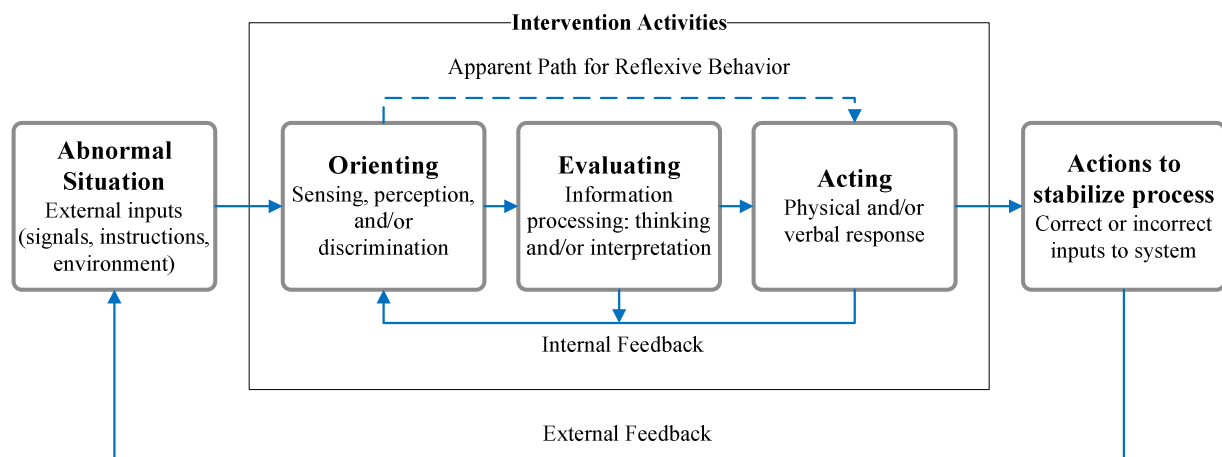 Intervention Activities
Apparent Path for Reflexive Behavior
Abnormal
Situation
External inputs
(signals, instructions,
environment)
Orienting
Sensing, perception,
and/or
discrimination
Evaluating
Information
processing: thinking
and/or interpretation
Acting
Physical and/or
verbal response
Actions to
stabilize process
Correct or incorrect
inputs to system
Internal Feedback
External Feedback